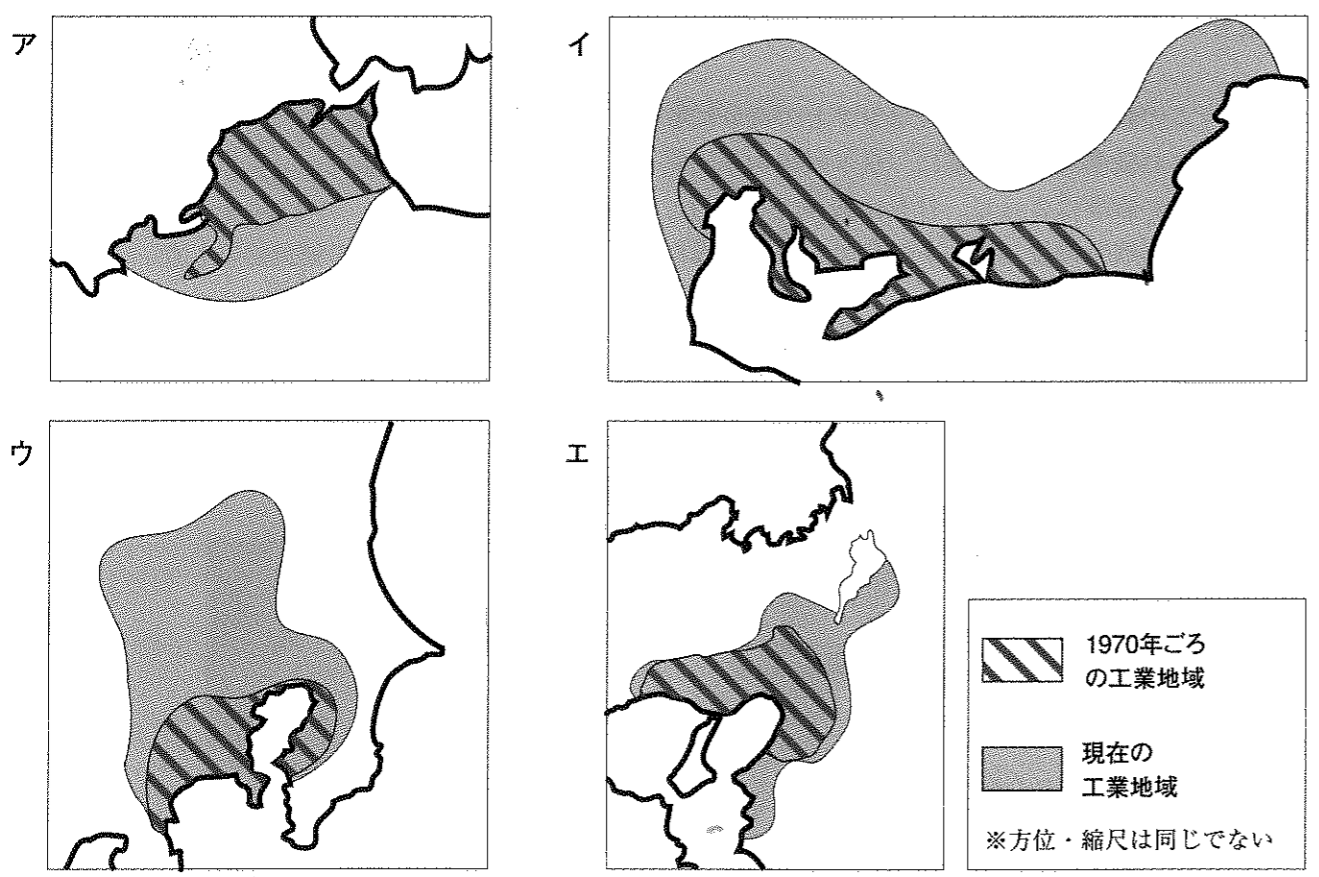 ア
イ
ウ
エ
1970年ごろ
の工業地域
現在の
工業地域
※方位・縮尺は同じでない